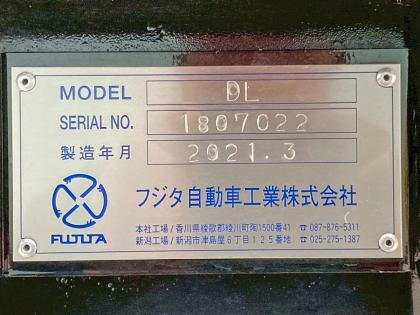 MODEL DL
SERIAL NO. 1807022
製造年月 2021.3
フジタ自動車工業株式会社
本社工場/香川県綾歌郡綾川町陶1500番41 ☎ 087-876-5311
新潟工場/新潟市津島屋6丁目125番地 ☎ 025-275-1387
FUJITA